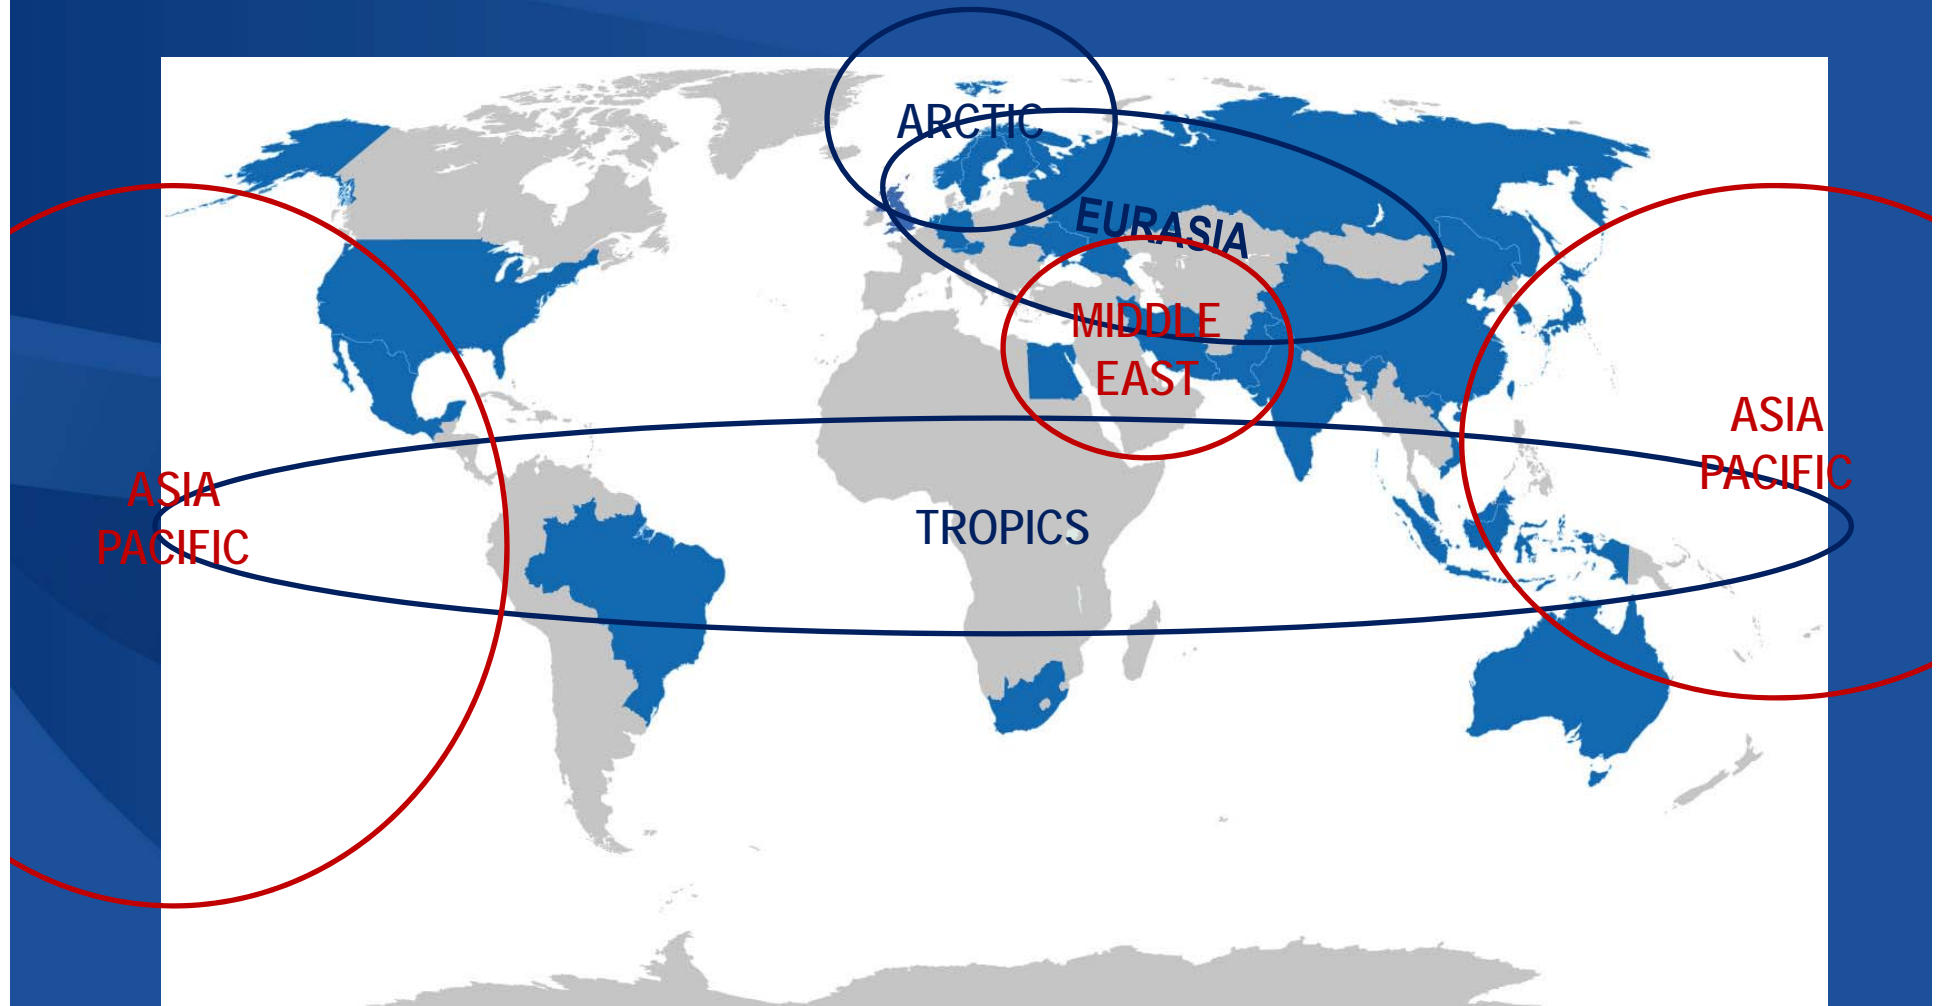 ARCTIC
EURASIA
MIDDLE
EAST
ASIA
PACIFIC
ASIA
PACIFIC
TROPICS